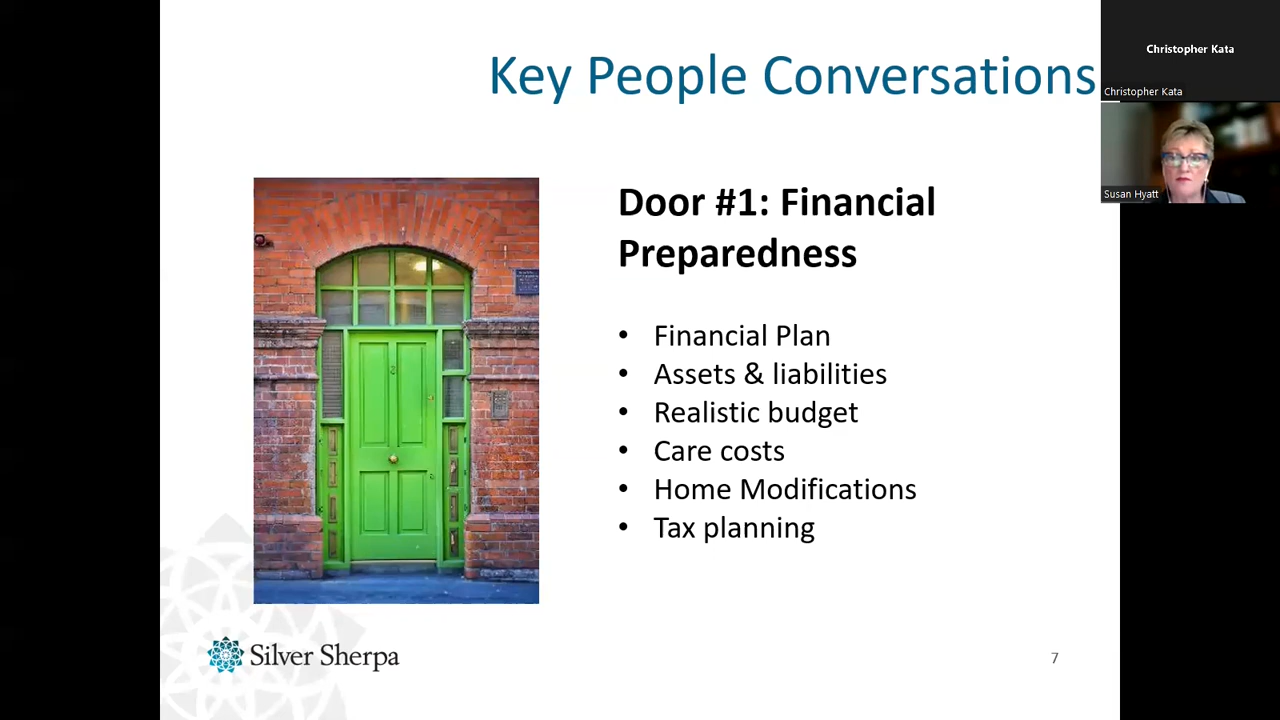 Key People Conversations
Christopher Kata
Christopher Kata
Susan Hyatt
Door #1: Financial
Preparedness
• Financial Plan
• Assets & liabilities
• Realistic budget
• Care costs
• Home Modifications
• Tax planning
Silver Sherpa
7